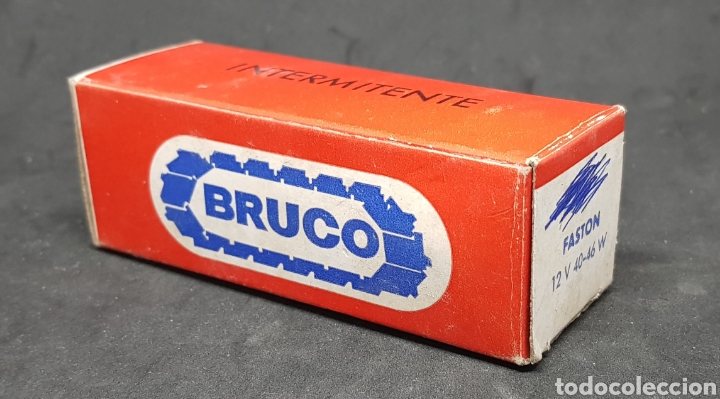 INTERMITENTE
BRUCO
FASTON
12 V 40-46 W
todocoleccion